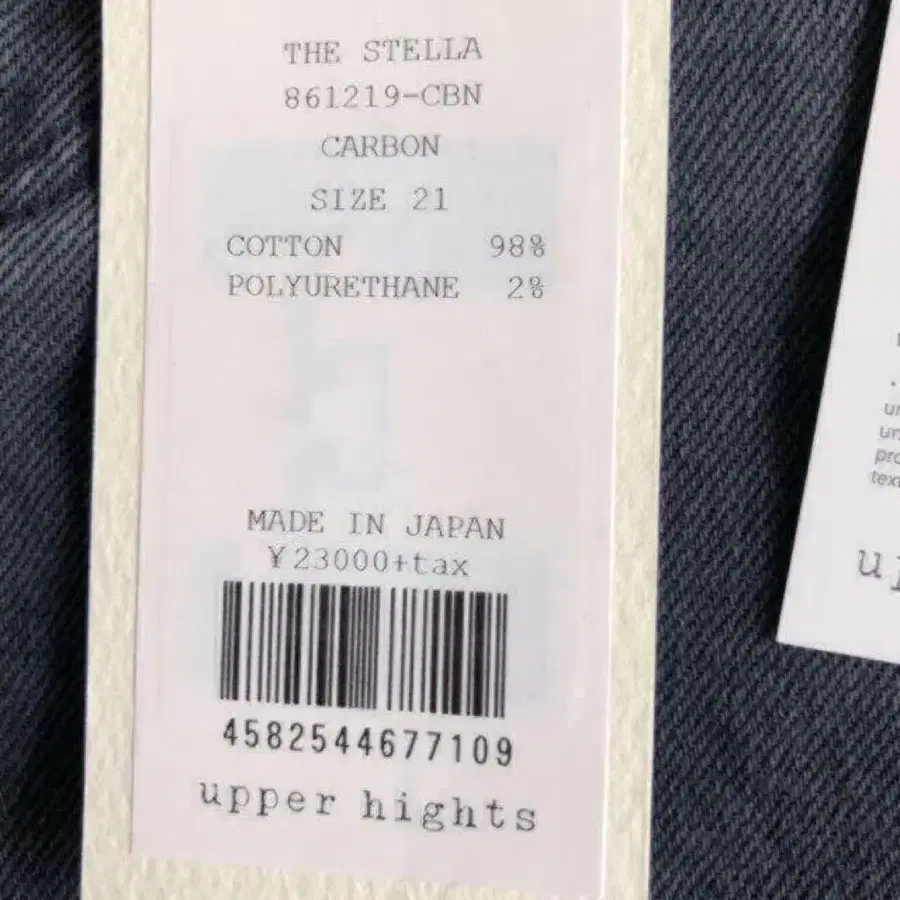 THE STELLA
861219-CBN
CARBON
SIZE 21
COTTON 98%
POLYURETHANE 2%
MADE IN JAPAN
¥23000+tax
4582544677109
upper hights